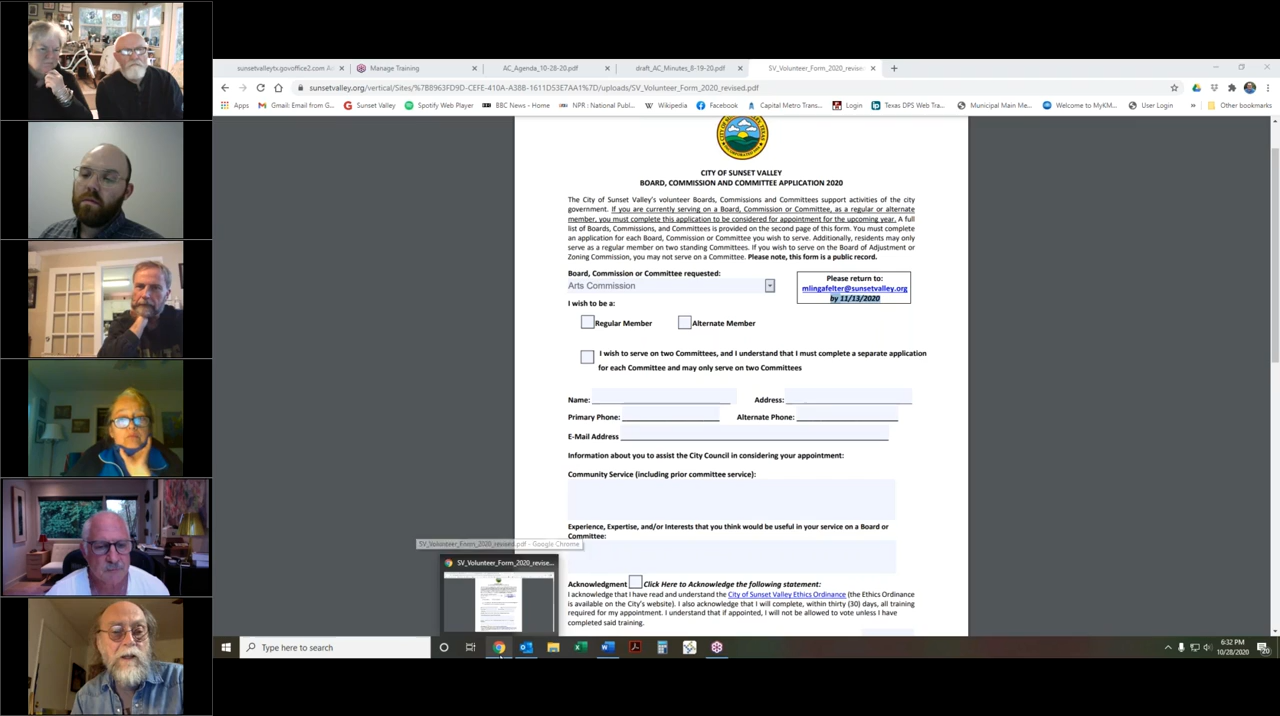 sunsetvalleytx.govoffice2.com A
Manage Training
AC_Agenda_10-28-20.pdf
draft_AC_Minutes_8-19-20.pdf
SV_Volunteer_Form_2020_revised
sunsetvalley.org/vertical/Sites/%7B8963FD9D-CEFE-410A-A38B-1611D53E7AA1%7D/uploads/SV_Volunteer_Form_2020_revised.pdf
Apps
Gmail: Email from G...
Sunset Valley
Spotify Web Player
BBC News - Home
NPR : National Publ...
Wikipedia
Facebook
Capital Metro Trans...
Login
Texas DPS Web Tra...
Municipal Main Me...
Welcome to MyKM...
User Login
»
Other bookmarks
CITY OF SUNSET VALLEY
BOARD, COMMISSION AND COMMITTEE APPLICATION 2020
The City of Sunset Valley's volunteer Boards, Commissions and Committees support activities of the city
government. If you are currently serving on a Board, Commission or Committee, as a regular or alternate
member, you must complete this application to be considered for appointment for the upcoming year. A full
list of Boards, Commissions, and Committees is provided on the second page of this form. You must complete
an application for each Board, Commission or Committee you wish to serve. Additionally, residents may only
serve as a regular member on two standing Committees. If you wish to serve on the Board of Adjustment or
Zoning Commission, you may not serve on a Committee. Please note, this form is a public record.
Board, Commission or Committee requested:
Arts Commission
Please return to:
mlingafelter@sunsetvalley.org
by 11/13/2020
I wish to be a:
Regular Member
Alternate Member
I wish to serve on two Committees, and I understand that I must complete a separate application
for each Committee and may only serve on two Committees
Name:
Address:
Primary Phone:
Alternate Phone:
E-Mail Address
Information about you to assist the City Council in considering your appointment:
Community Service (including prior committee service):
Experience, Expertise, and/or Interests that you think would be useful in your service on a Board or
Committee:
SV_Volunteer_Form_2020_revised.pdf - Google Chrome
SV_Volunteer_Form_2020_revise...
Acknowledgment Click Here to Acknowledge the following statement:
I acknowledge that I have read and understand the City of Sunset Valley Ethics Ordinance (the Ethics Ordinance
is available on the City's website). I also acknowledge that I will complete, within thirty (30) days, all training
required for my appointment. I understand that if appointed, I will not be allowed to vote unless I have
completed said training.
Type here to search
6:32 PM
10/28/2020
20